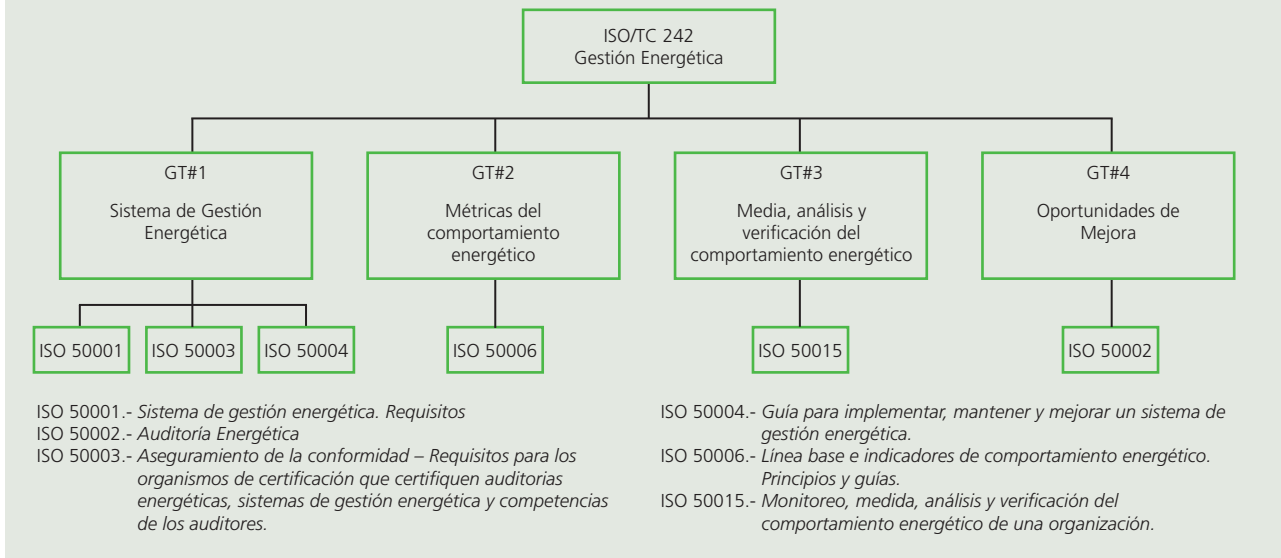 ISO/TC 242
Gestión Energética
GT#1
Sistema de Gestión
Energética
GT#2
Métricas del
comportamiento
energético
GT#3
Media, análisis y
verificación del
comportamiento energético
GT#4
Oportunidades de
Mejora
ISO 50001
ISO 50003
ISO 50004
ISO 50006
ISO 50015
ISO 50002
ISO 50001.- Sistema de gestión energética. Requisitos
ISO 50002.- Auditoría Energética
ISO 50003.- Aseguramiento de la conformidad – Requisitos para los
organismos de certificación que certifiquen auditorias
energéticas, sistemas de gestión energética y competencias
de los auditores.
ISO 50004.- Guía para implementar, mantener y mejorar un sistema de
gestión energética.
ISO 50006.- Línea base e indicadores de comportamiento energético.
Principios y guías.
ISO 50015.- Monitoreo, medida, análisis y verificación del
comportamiento energético de una organización.